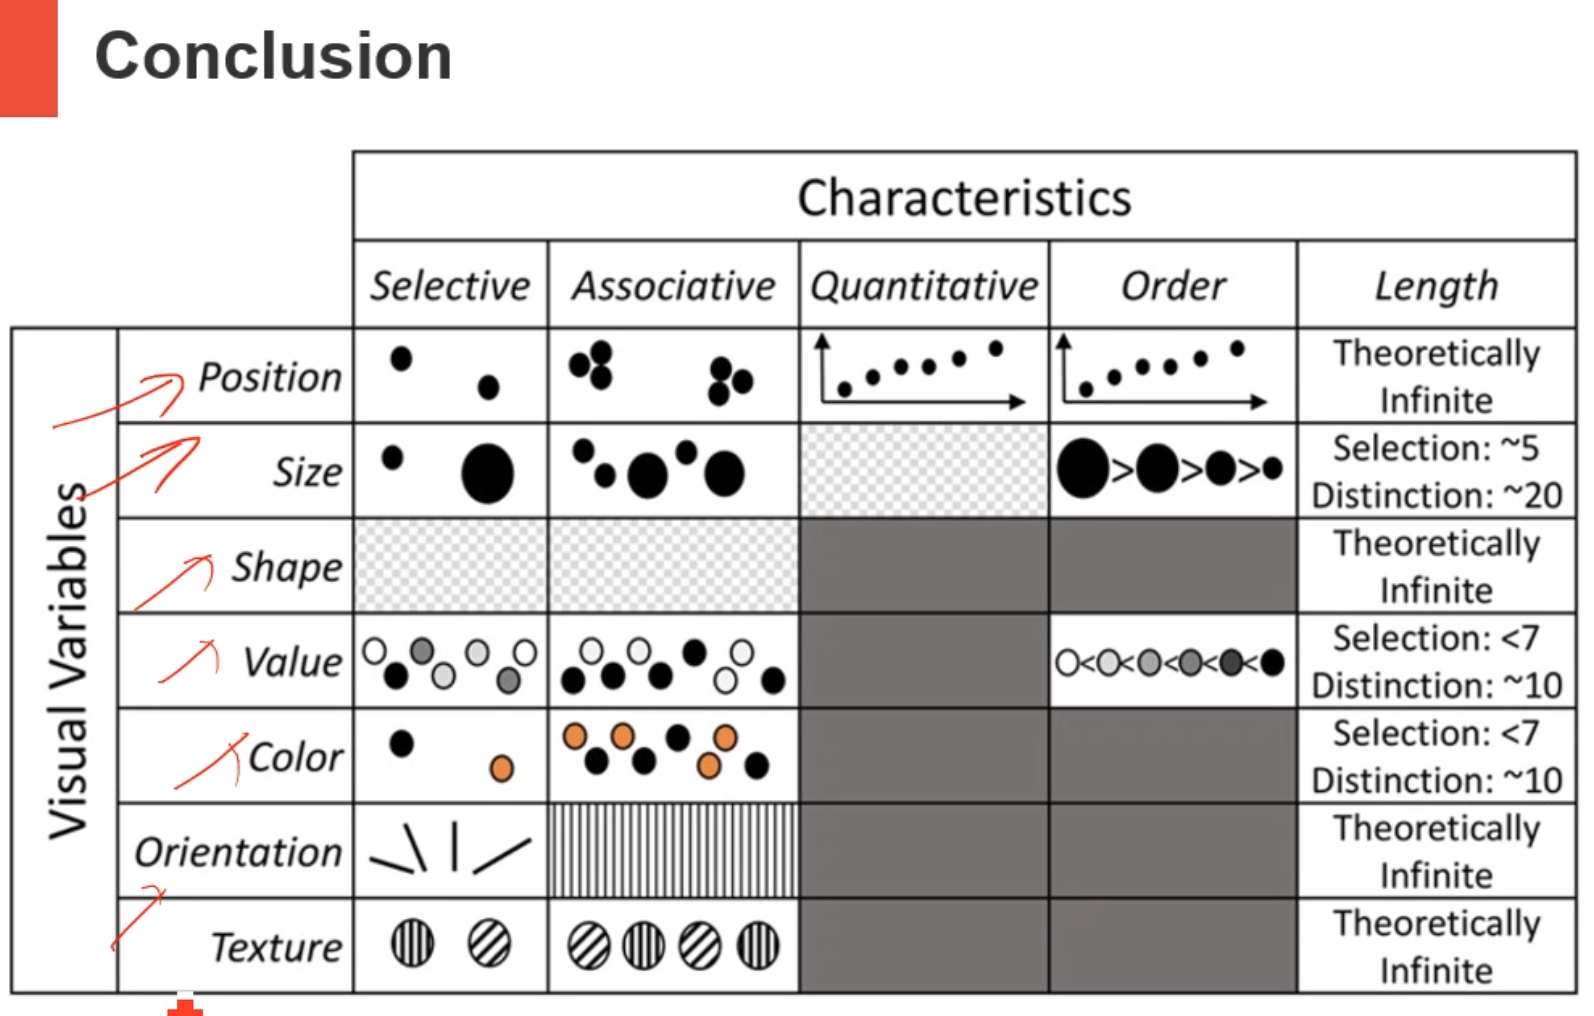 Conclusion
Characteristics
Selective Associative Quantitative Order Length
Visual Variables
Position Theoretically
Infinite
Size > > > Selection: ~5
Distinction: ~20
Shape Theoretically
Infinite
Value < < < < < Selection: <7
Distinction: ~10
Color Selection: <7
Distinction: ~10
Orientation Theoretically
Infinite
Texture Theoretically
Infinite